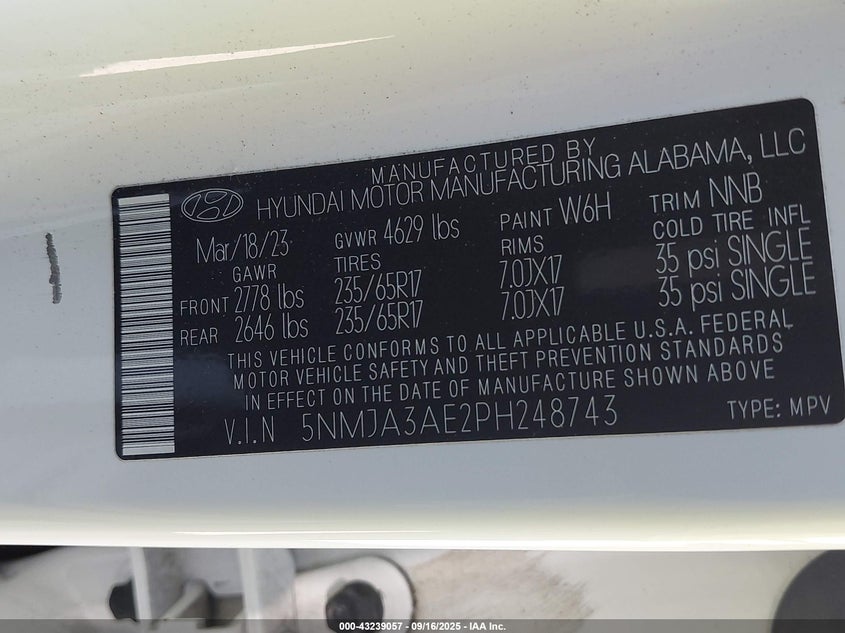 MANUFACTURED BY
HYUNDAI MOTOR MANUFACTURING ALABAMA, LLC
Mar/18/23 GVWR 4629 lbs PAINT W6H TRIM NNB
GAWR TIRES RIMS COLD TIRE INFL
FRONT 2778 lbs 235/65R17 7.0JX17 35 psi SINGLE
REAR 2646 lbs 235/65R17 7.0JX17 35 psi SINGLE
THIS VEHICLE CONFORMS TO ALL APPLICABLE U.S.A. FEDERAL
MOTOR VEHICLE SAFETY AND THEFT PREVENTION STANDARDS
IN EFFECT ON THE DATE OF MANUFACTURE SHOWN ABOVE
V.I.N 5NMJA3AE2PH248743 TYPE: MPV
000-43239057 - 09/16/2025 - IAA Inc.